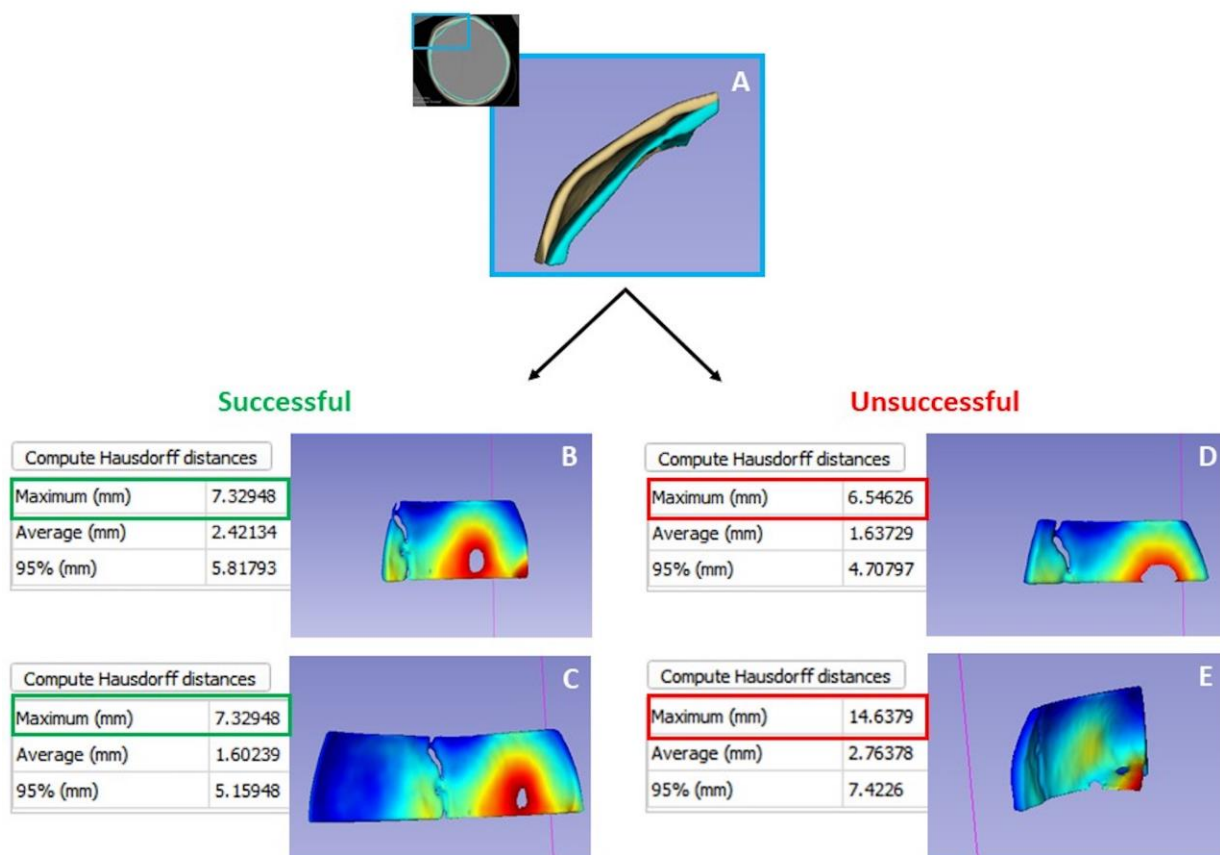 A
Successful
Unsuccessful
Compute Hausdorff distances
Maximum (mm) 7.32948
Average (mm) 2.42134
95% (mm) 5.81793
B
Compute Hausdorff distances
Maximum (mm) 6.54626
Average (mm) 1.63729
95% (mm) 4.70797
D
Compute Hausdorff distances
Maximum (mm) 7.32948
Average (mm) 1.60239
95% (mm) 5.15948
C
Compute Hausdorff distances
Maximum (mm) 14.6379
Average (mm) 2.76378
95% (mm) 7.4226
E